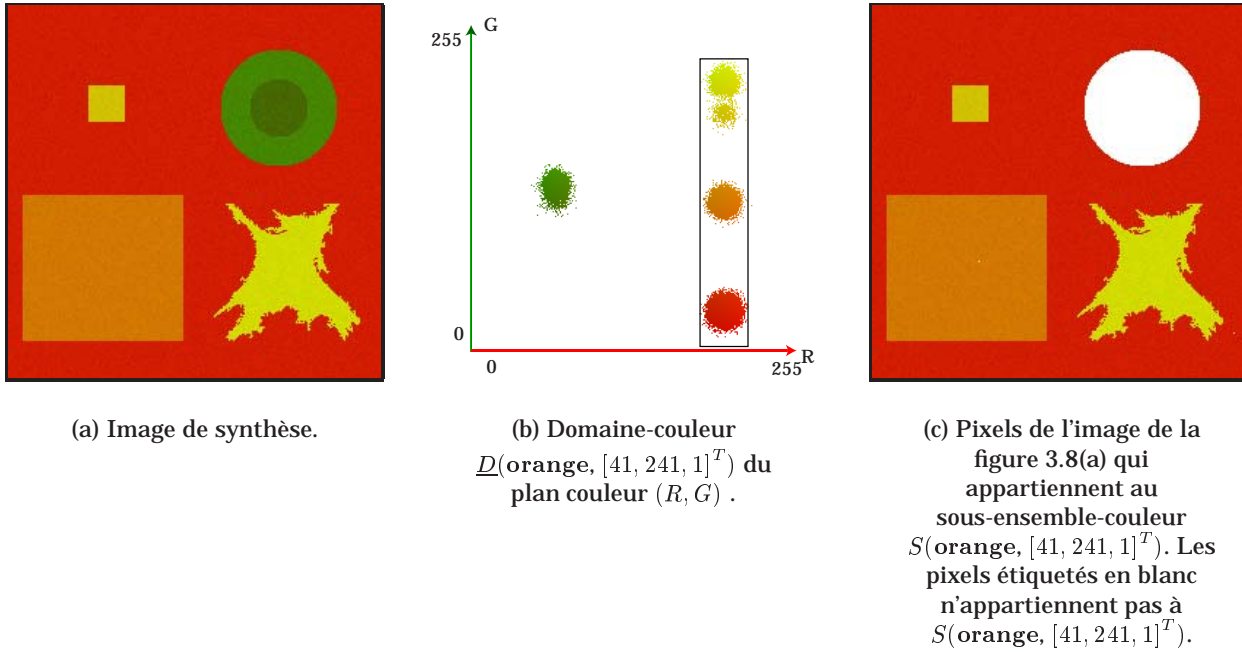 G
255
0
0
255
R
(a) Image de synthèse.
(b) Domaine-couleur
D(orange, [41, 241, 1]^T) du
plan couleur (R, G) .
(c) Pixels de l'image de la
figure 3.8(a) qui
appartiennent au
sous-ensemble-couleur
S(orange, [41, 241, 1]^T). Les
pixels étiquetés en blanc
n'appartiennent pas à
S(orange, [41, 241, 1]^T).